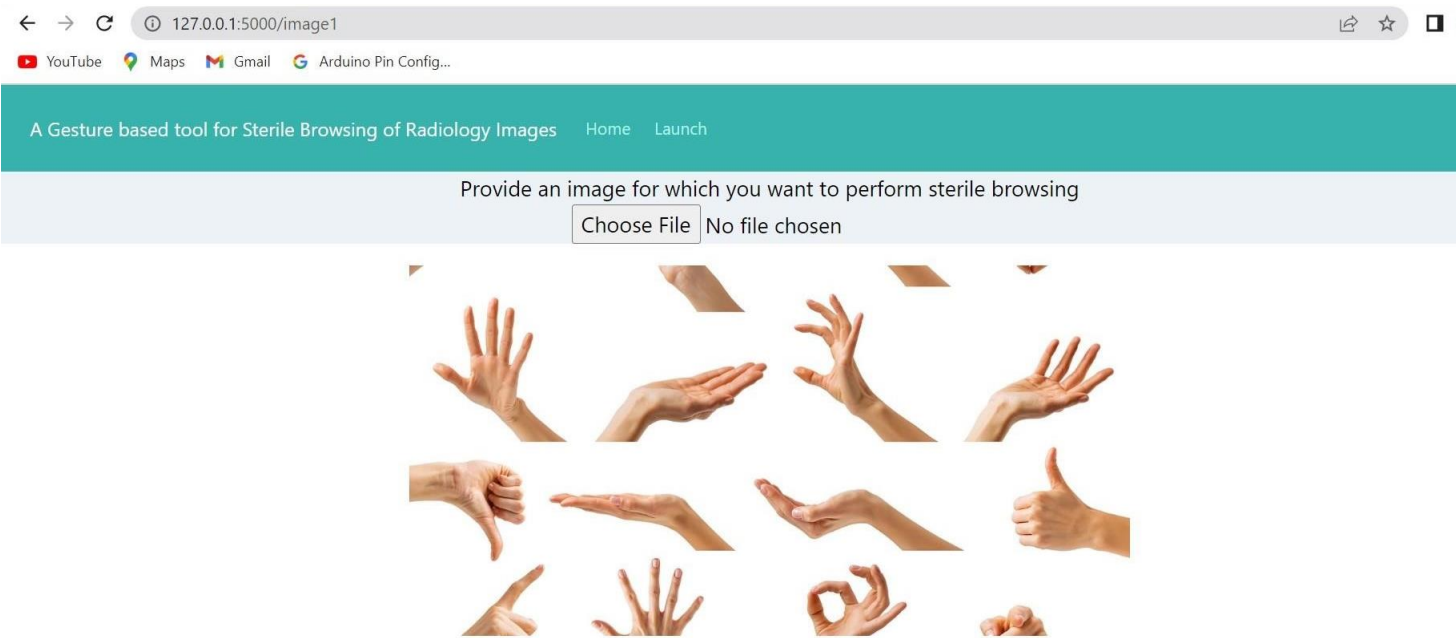 127.0.0.1:5000/image1
YouTube Maps Gmail Arduino Pin Config...
A Gesture based tool for Sterile Browsing of Radiology Images Home Launch
Provide an image for which you want to perform sterile browsing
Choose File No file chosen